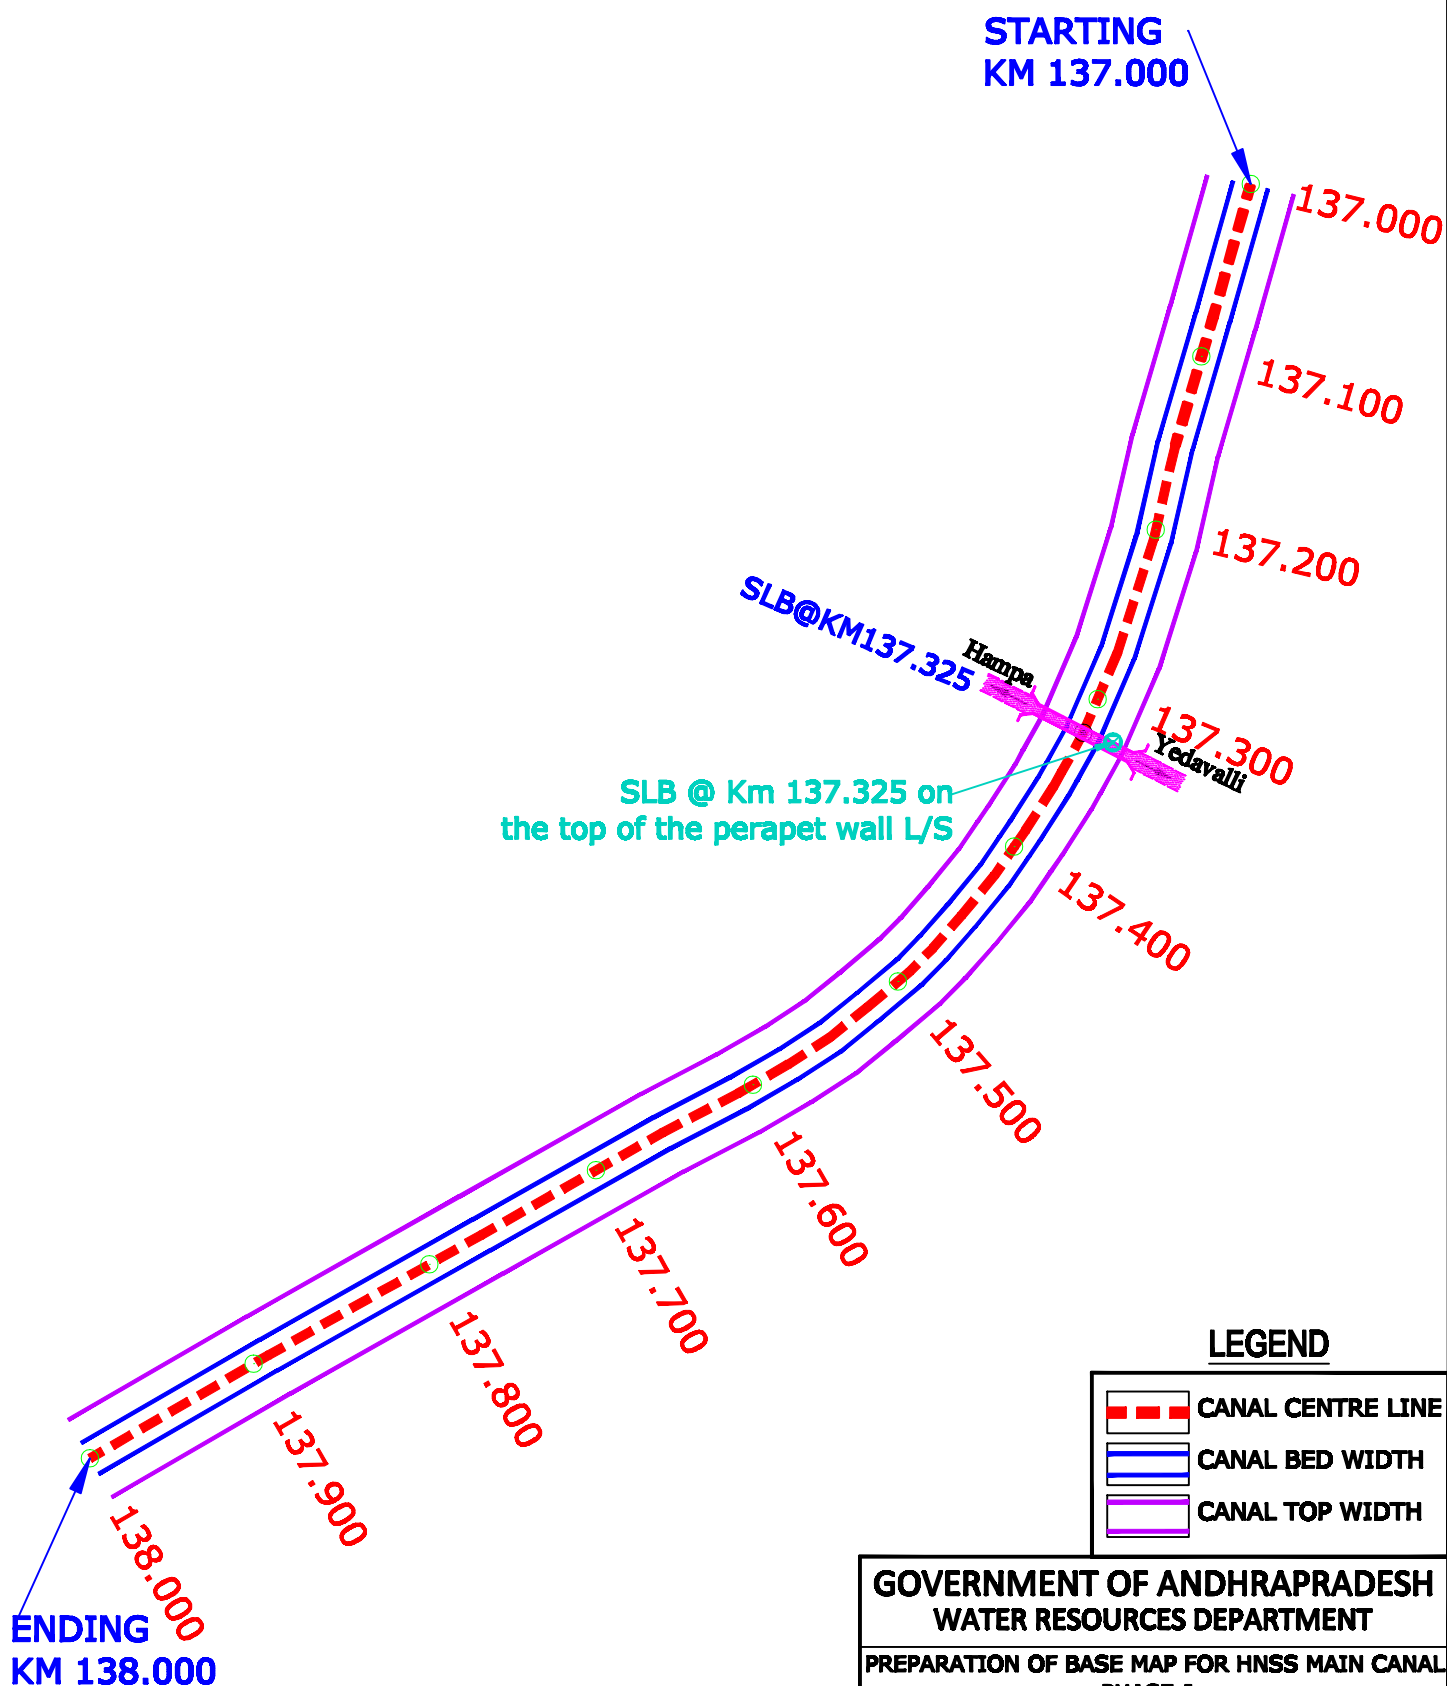 STARTING
KM 137.000
137.000
137.100
137.200
SLB@KM137.325
Hampa
137.300
Yedavalli
SLB @ Km 137.325 on
the top of the perapet wall L/S
137.400
137.500
137.600
137.700
137.800
137.900
138.000
ENDING
KM 138.000
LEGEND
CANAL CENTRE LINE
CANAL BED WIDTH
CANAL TOP WIDTH
GOVERNMENT OF ANDHRAPRADESH
WATER RESOURCES DEPARTMENT
PREPARATION OF BASE MAP FOR HNSS MAIN CANAL